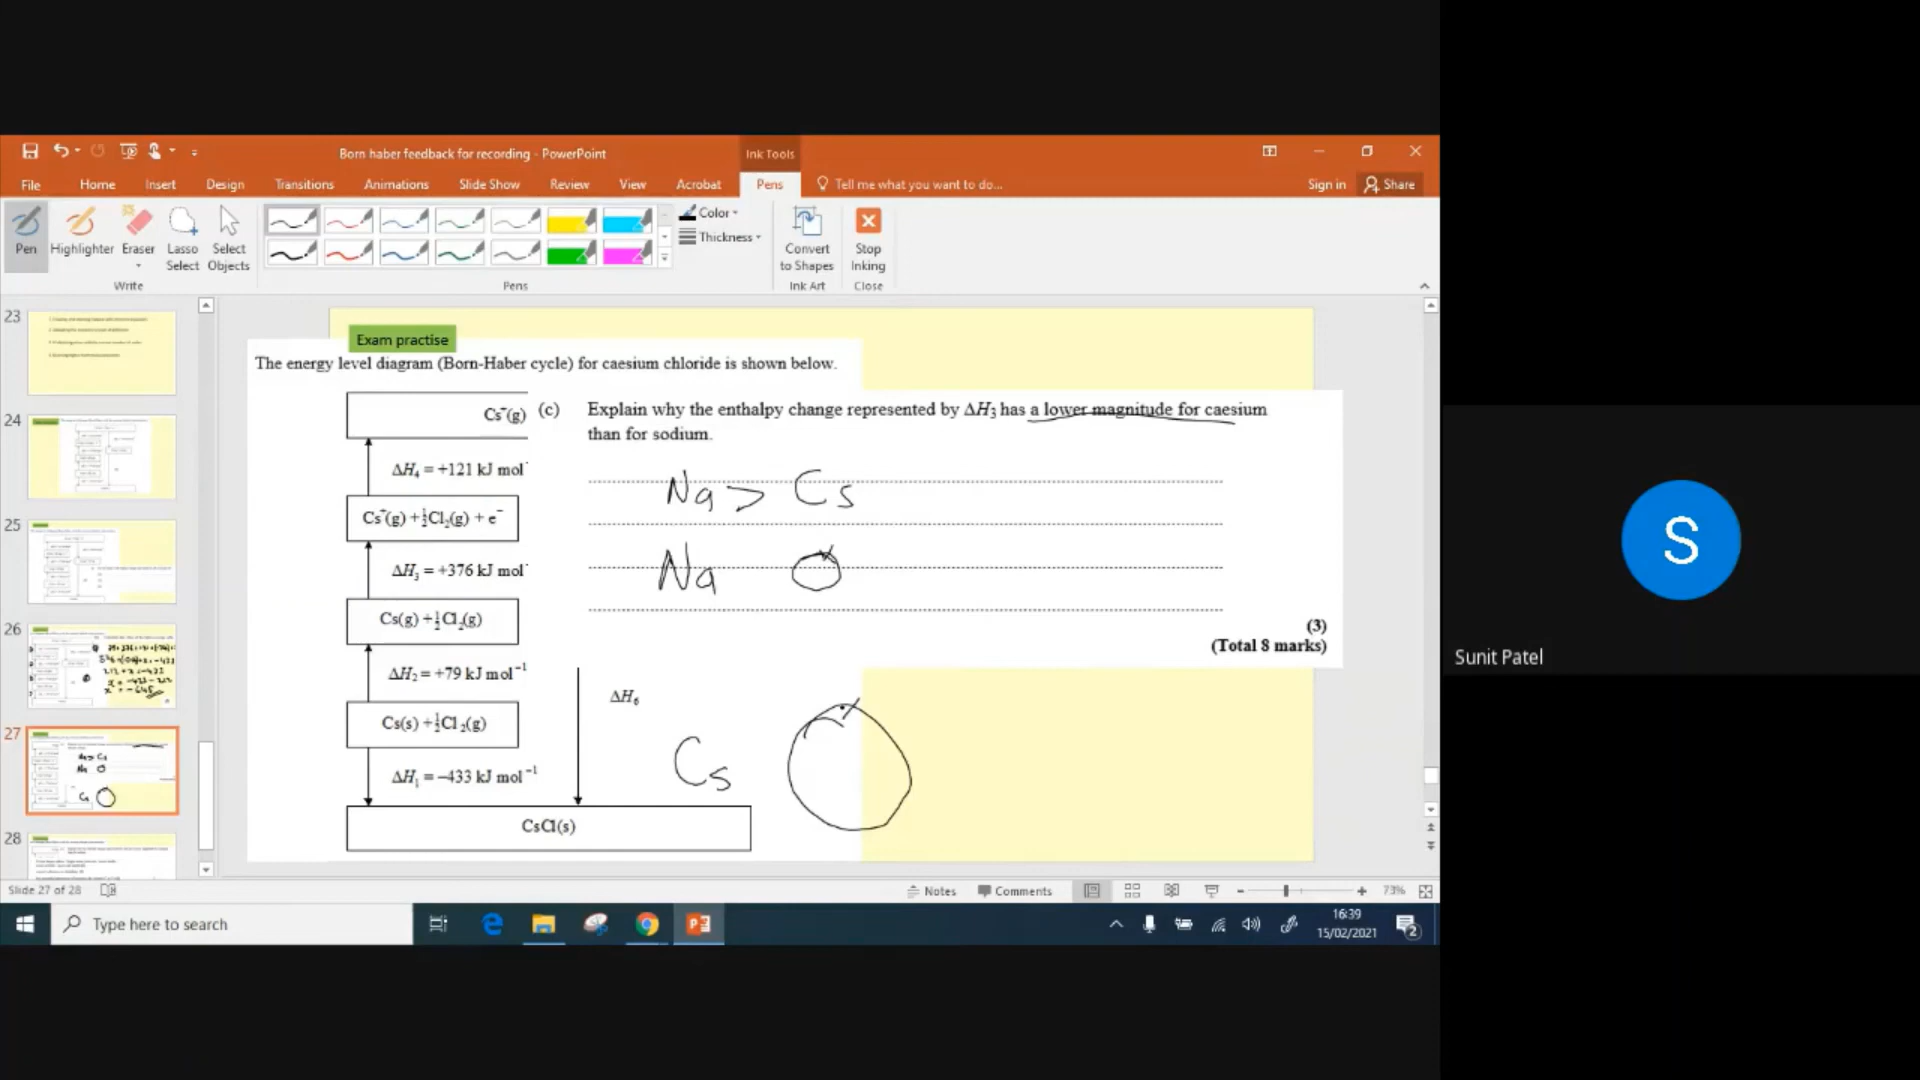 Born haber feedback for recording - PowerPoint
Ink Tools
File Home Insert Design Transitions Animations Slide Show Review View Acrobat Pens Tell me what you want to do... Sign in Share
Pen Highlighter Eraser Lasso Select Select Objects
Color
Thickness
Convert to Shapes
Stop Inking
Write Pens Ink Art Close
23
24
25
26
27
28
Exam practise
The energy level diagram (Born-Haber cycle) for caesium chloride is shown below.
Cs⁺(g)
(c) Explain why the enthalpy change represented by ΔH₃ has a lower magnitude for caesium
than for sodium.
ΔH₄ = +121 kJ mol
Na > Cs
Cs⁺(g) + ½Cl₂(g) + e⁻
ΔH₃ = +376 kJ mol
Na
Cs(g) + ½Cl₂(g)
(3)
(Total 8 marks)
ΔH₂ = +79 kJ mol⁻¹
ΔH₆
Cs(s) + ½Cl₂(g)
Cs
ΔH₁ = −433 kJ mol⁻¹
CsCl(s)
Slide 27 of 28
Notes Comments 73%
Type here to search
16:39
15/02/2021
2
S
Sunit Patel